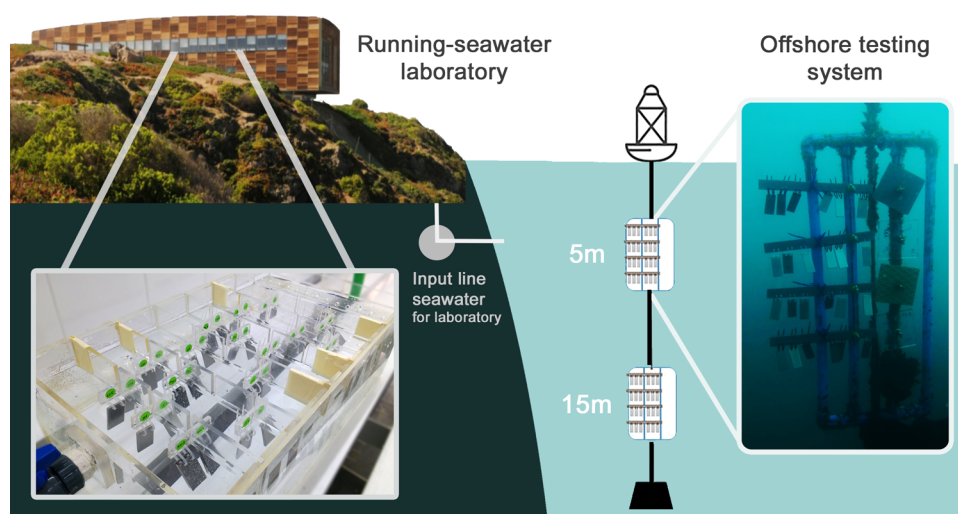 Running-seawater
laboratory
Offshore testing
system
5m
Input line
seawater
for laboratory
15m